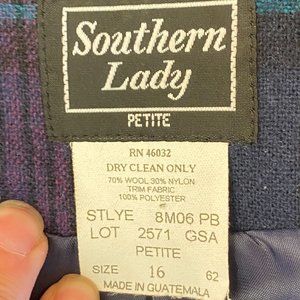 Southern
Lady
PETITE
RN 46032
DRY CLEAN ONLY
70% WOOL 30% NYLON
TRIM FABRIC
100% POLYESTER
STLYE 8M06 PB
LOT 2571 GSA
PETITE
SIZE 16 62
MADE IN GUATEMALA